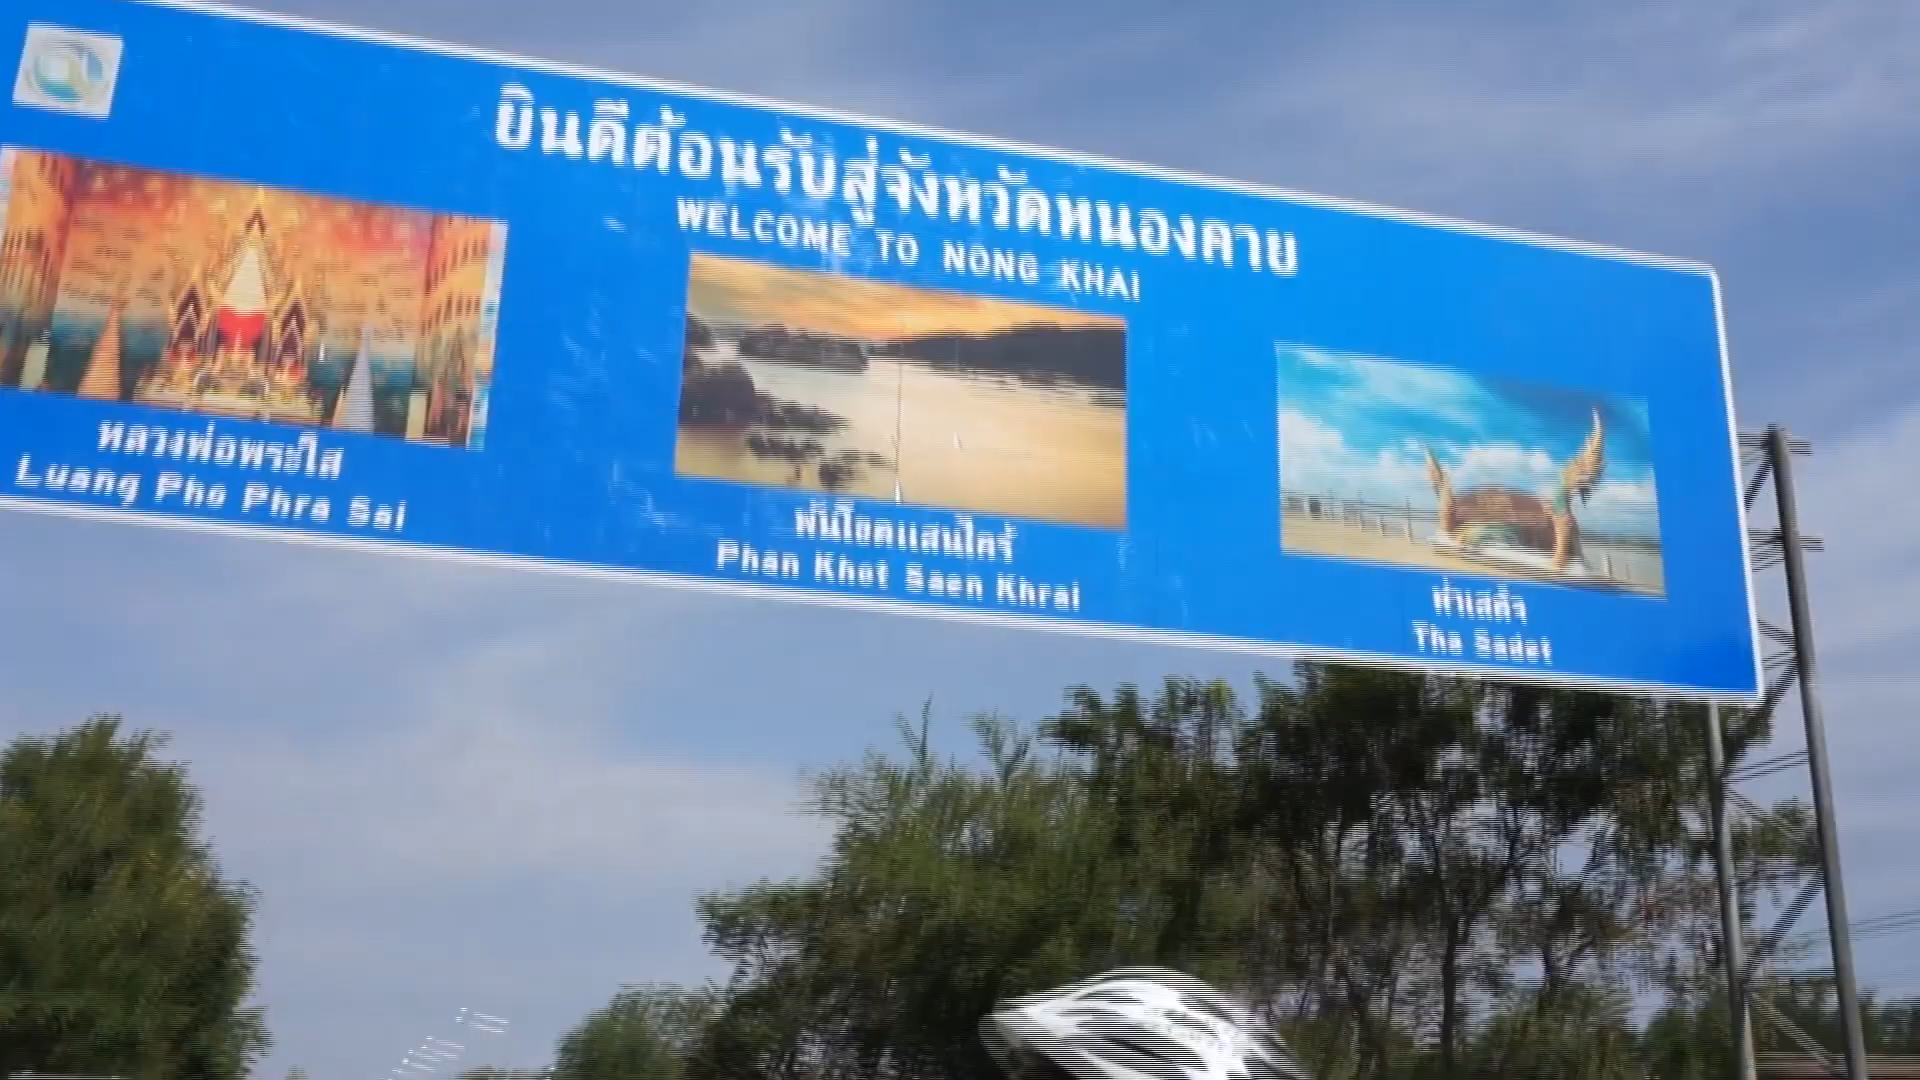 ยินดีต้อนรับสู่จังหวัดหนองคาย
WELCOME TO NONG KHAI
หลวงพ่อพระใส
Luang Pho Phra Sai
พันโขดแสนไคร้
Phan Khot Saen Khrai
ท่าเสด็จ
Tha Sadet